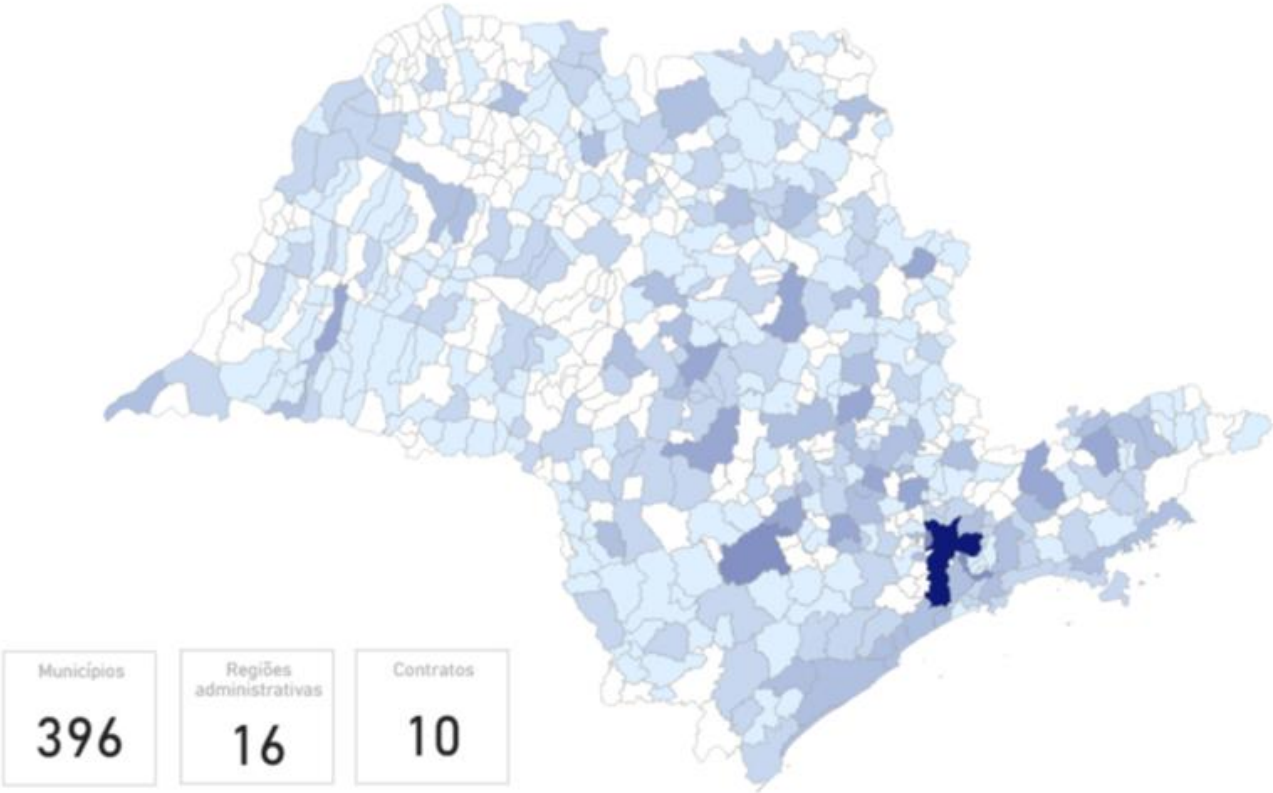 Municípios
396
Regiões
administrativas
16
Contratos
10